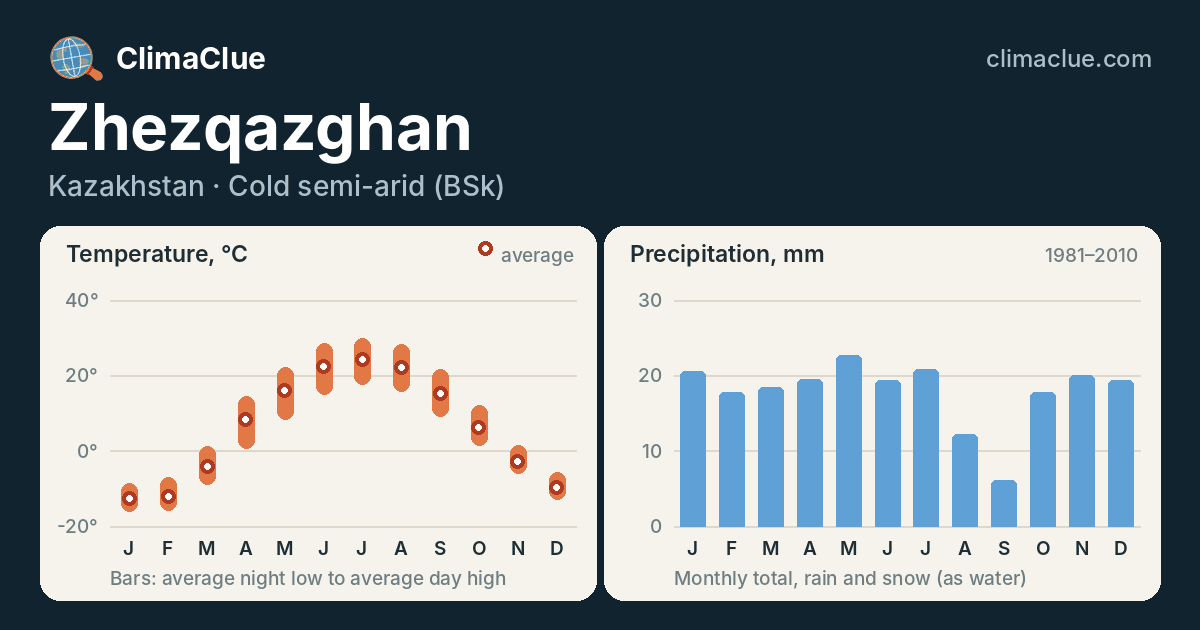 ClimaClue
climaclue.com
Zhezqazghan
Kazakhstan · Cold semi-arid (BSk)
Temperature, °C
average
40°
20°
0°
-20°
J F M A M J J A S O N D
Bars: average night low to average day high
Precipitation, mm
1981–2010
30
20
10
0
J F M A M J J A S O N D
Monthly total, rain and snow (as water)